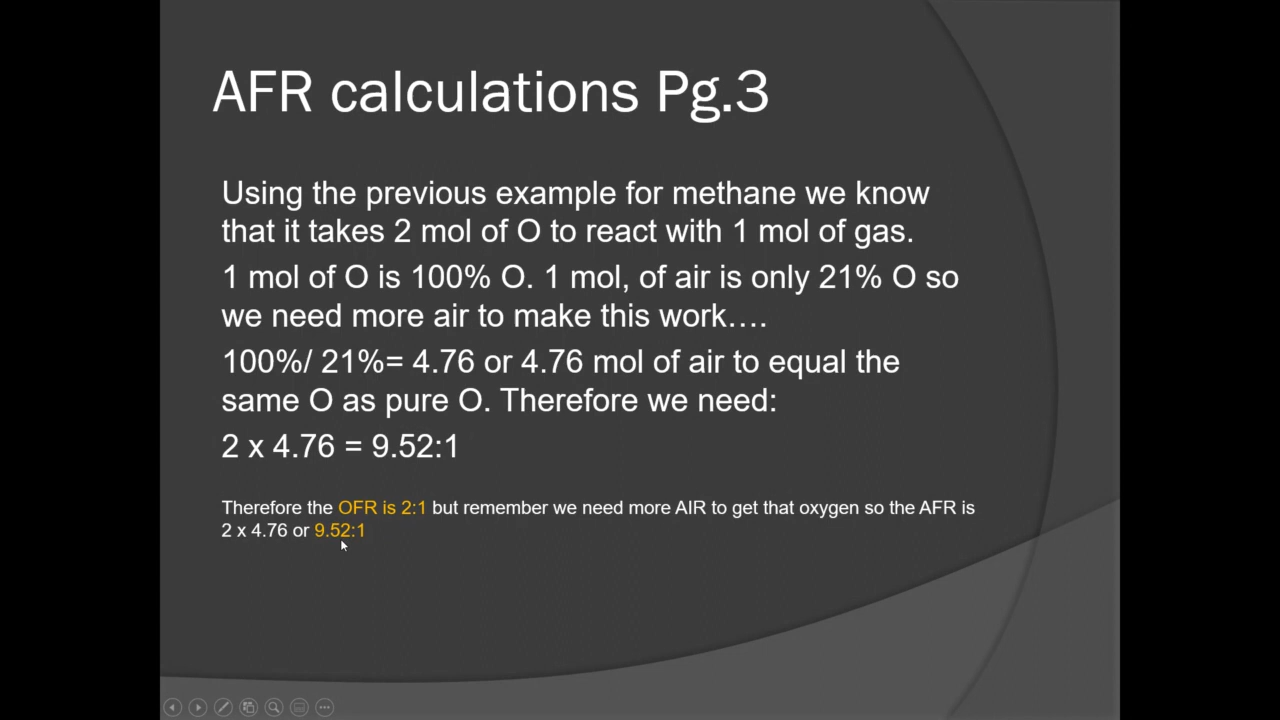 AFR calculations Pg.3
Using the previous example for methane we know
that it takes 2 mol of O to react with 1 mol of gas.
1 mol of O is 100% O. 1 mol, of air is only 21% O so
we need more air to make this work….
100%/ 21%= 4.76 or 4.76 mol of air to equal the
same O as pure O. Therefore we need:
2 x 4.76 = 9.52:1
Therefore the OFR is 2:1 but remember we need more AIR to get that oxygen so the AFR is
2 x 4.76 or 9.52:1